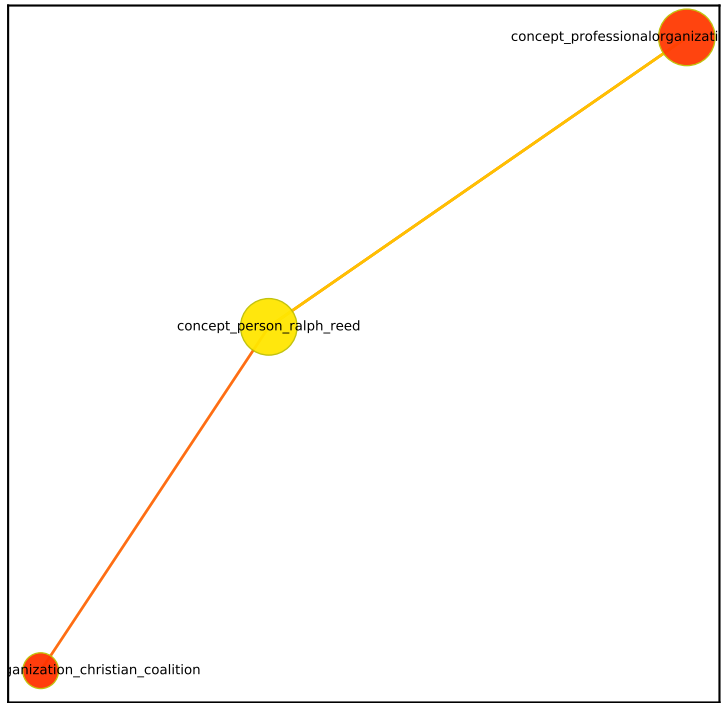 concept_professionalorganizati
concept_person_ralph_reed
ganization_christian_coalition